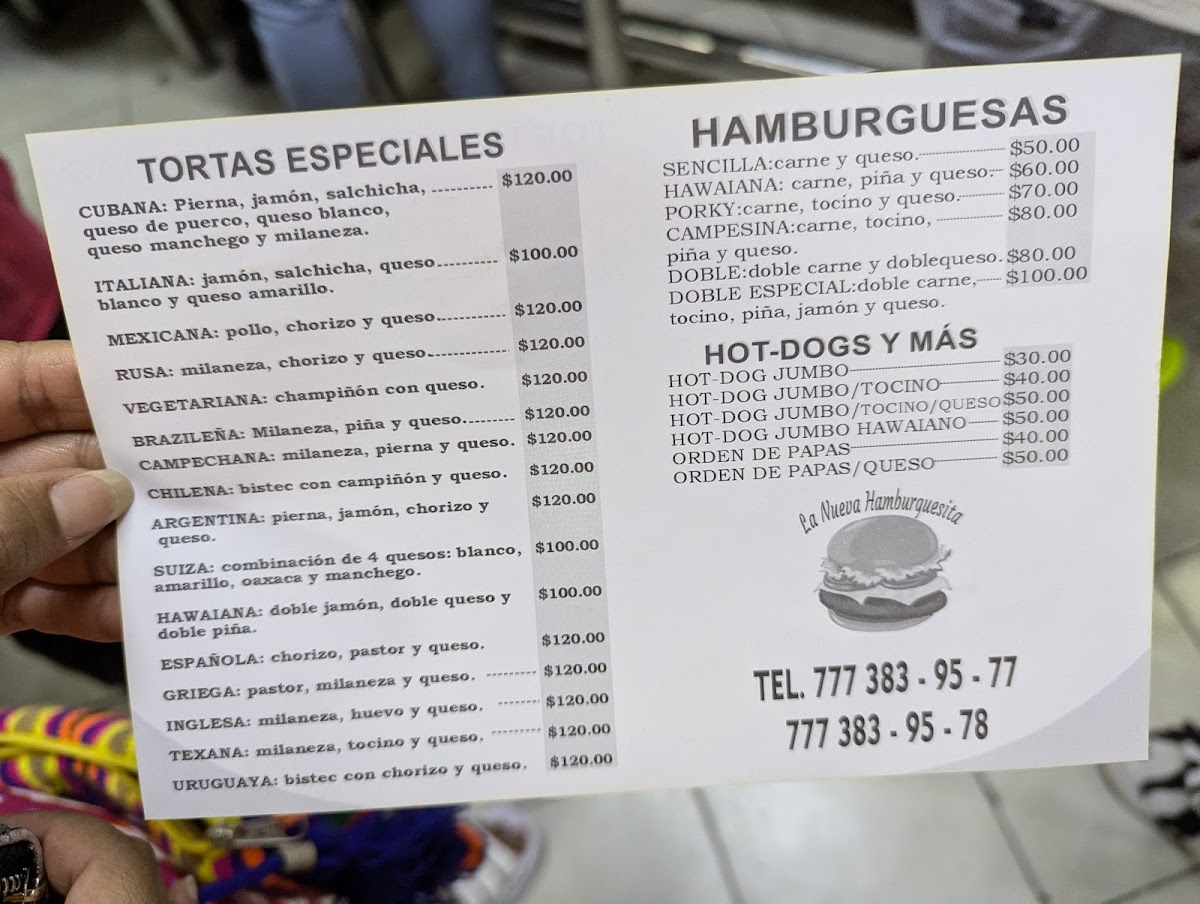 TORTAS ESPECIALES
CUBANA: Pierna, jamón, salchicha, ---------- $120.00
queso de puerco, queso blanco,
queso manchego y milaneza.
ITALIANA: jamón, salchicha, queso---------- $100.00
blanco y queso amarillo.
MEXICANA: pollo, chorizo y queso.---------- $120.00
RUSA: milaneza, chorizo y queso.------------- $120.00
VEGETARIANA: champiñón con queso. $120.00
BRAZILEÑA: Milaneza, piña y queso.-------- $120.00
CAMPECHANA: milaneza, pierna y queso. $120.00
CHILENA: bistec con campiñón y queso. $120.00
ARGENTINA: pierna, jamón, chorizo y $120.00
queso.
SUIZA: combinación de 4 quesos: blanco, $100.00
amarillo, oaxaca y manchego.
HAWAIANA: doble jamón, doble queso y $100.00
doble piña.
ESPAÑOLA: chorizo, pastor y queso. $120.00
GRIEGA: pastor, milaneza y queso. -------- $120.00
INGLESA: milaneza, huevo y queso. ------- $120.00
TEXANA: milaneza, tocino y queso. -------- $120.00
URUGUAYA: bistec con chorizo y queso. $120.00
HAMBURGUESAS
SENCILLA:carne y queso.------------ $50.00
HAWAIANA: carne, piña y queso.-- $60.00
PORKY:carne, tocino y queso.------ $70.00
CAMPESINA:carne, tocino, --------- $80.00
piña y queso.
DOBLE:doble carne y doblequeso. $80.00
DOBLE ESPECIAL:doble carne,---- $100.00
tocino, piña, jamón y queso.
HOT-DOGS Y MÁS
HOT-DOG JUMBO-------------------- $30.00
HOT-DOG JUMBO/TOCINO-------- $40.00
HOT-DOG JUMBO/TOCINO/QUESO $50.00
HOT-DOG JUMBO HAWAIANO---- $50.00
ORDEN DE PAPAS-------------------- $40.00
ORDEN DE PAPAS/QUESO--------- $50.00
La Nueva Hamburguesita
TEL. 777 383 - 95 - 77
777 383 - 95 - 78